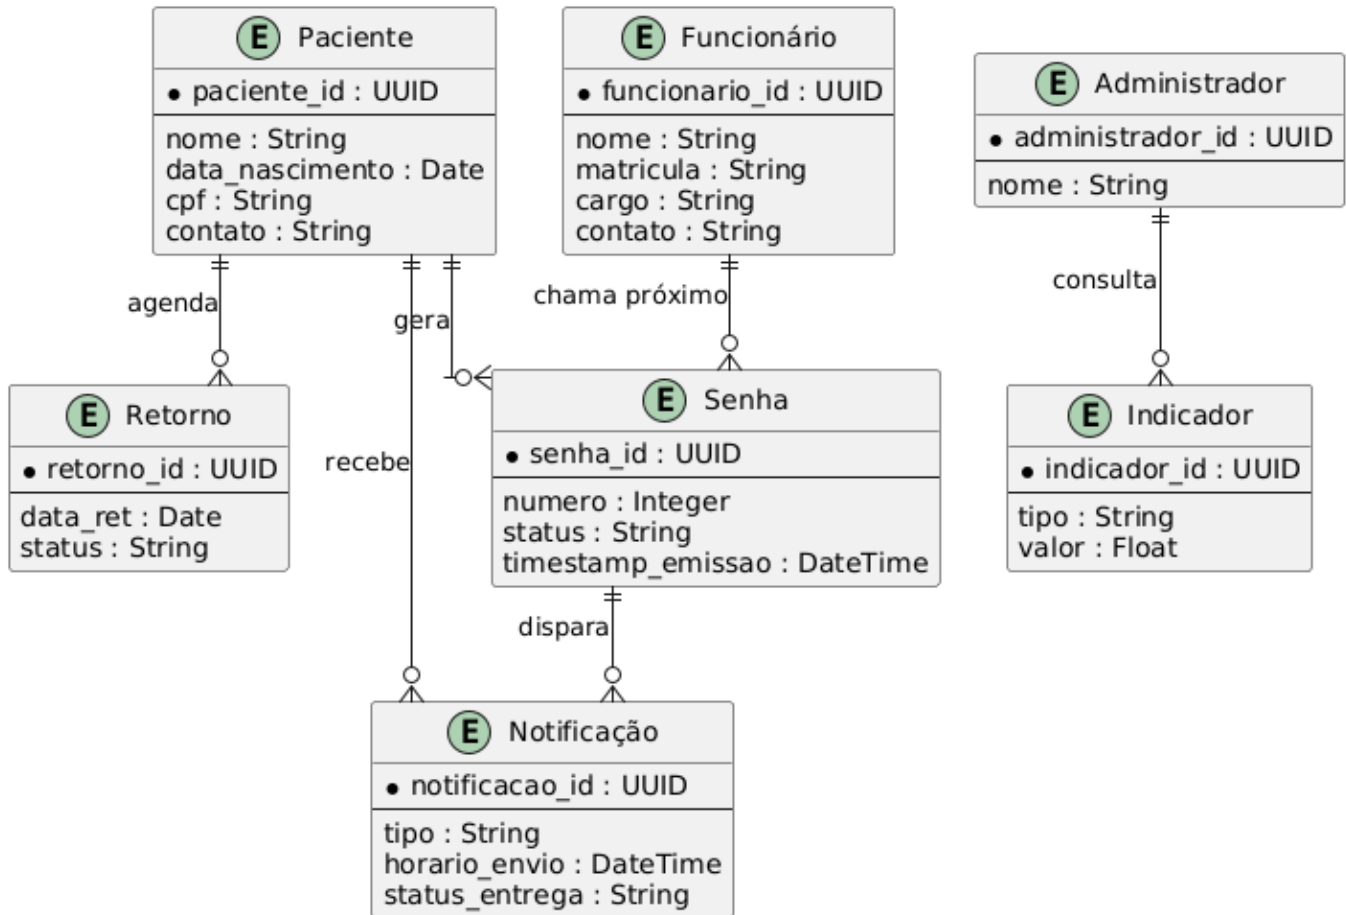 E Paciente
• paciente_id : UUID
nome : String
data_nascimento : Date
cpf : String
contato : String
E Funcionário
• funcionario_id : UUID
nome : String
matricula : String
cargo : String
contato : String
E Administrador
• administrador_id : UUID
nome : String
agenda
gera
chama próximo
consulta
recebe
E Retorno
• retorno_id : UUID
data_ret : Date
status : String
E Senha
• senha_id : UUID
numero : Integer
status : String
timestamp_emissao : DateTime
E Indicador
• indicador_id : UUID
tipo : String
valor : Float
dispara
E Notificação
• notificacao_id : UUID
tipo : String
horario_envio : DateTime
status_entrega : String